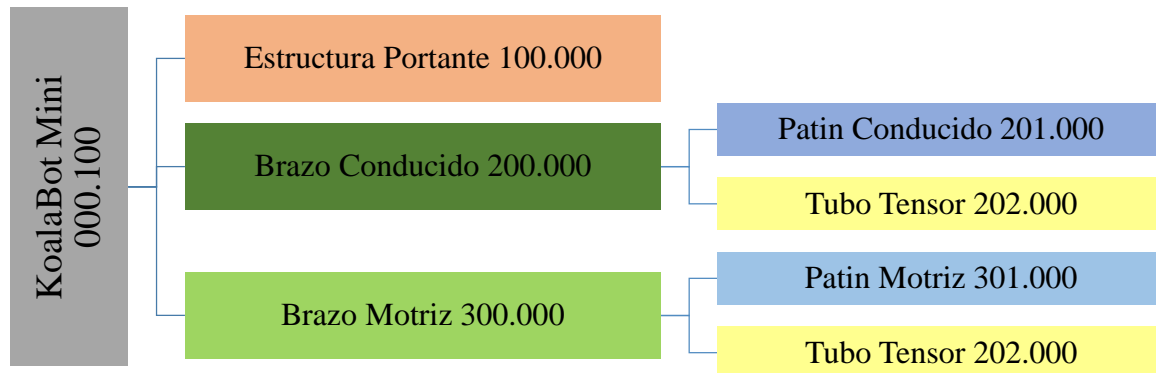 KoalaBot Mini
000.100
Estructura Portante 100.000
Brazo Conducido 200.000
Patin Conducido 201.000
Tubo Tensor 202.000
Brazo Motriz 300.000
Patin Motriz 301.000
Tubo Tensor 202.000